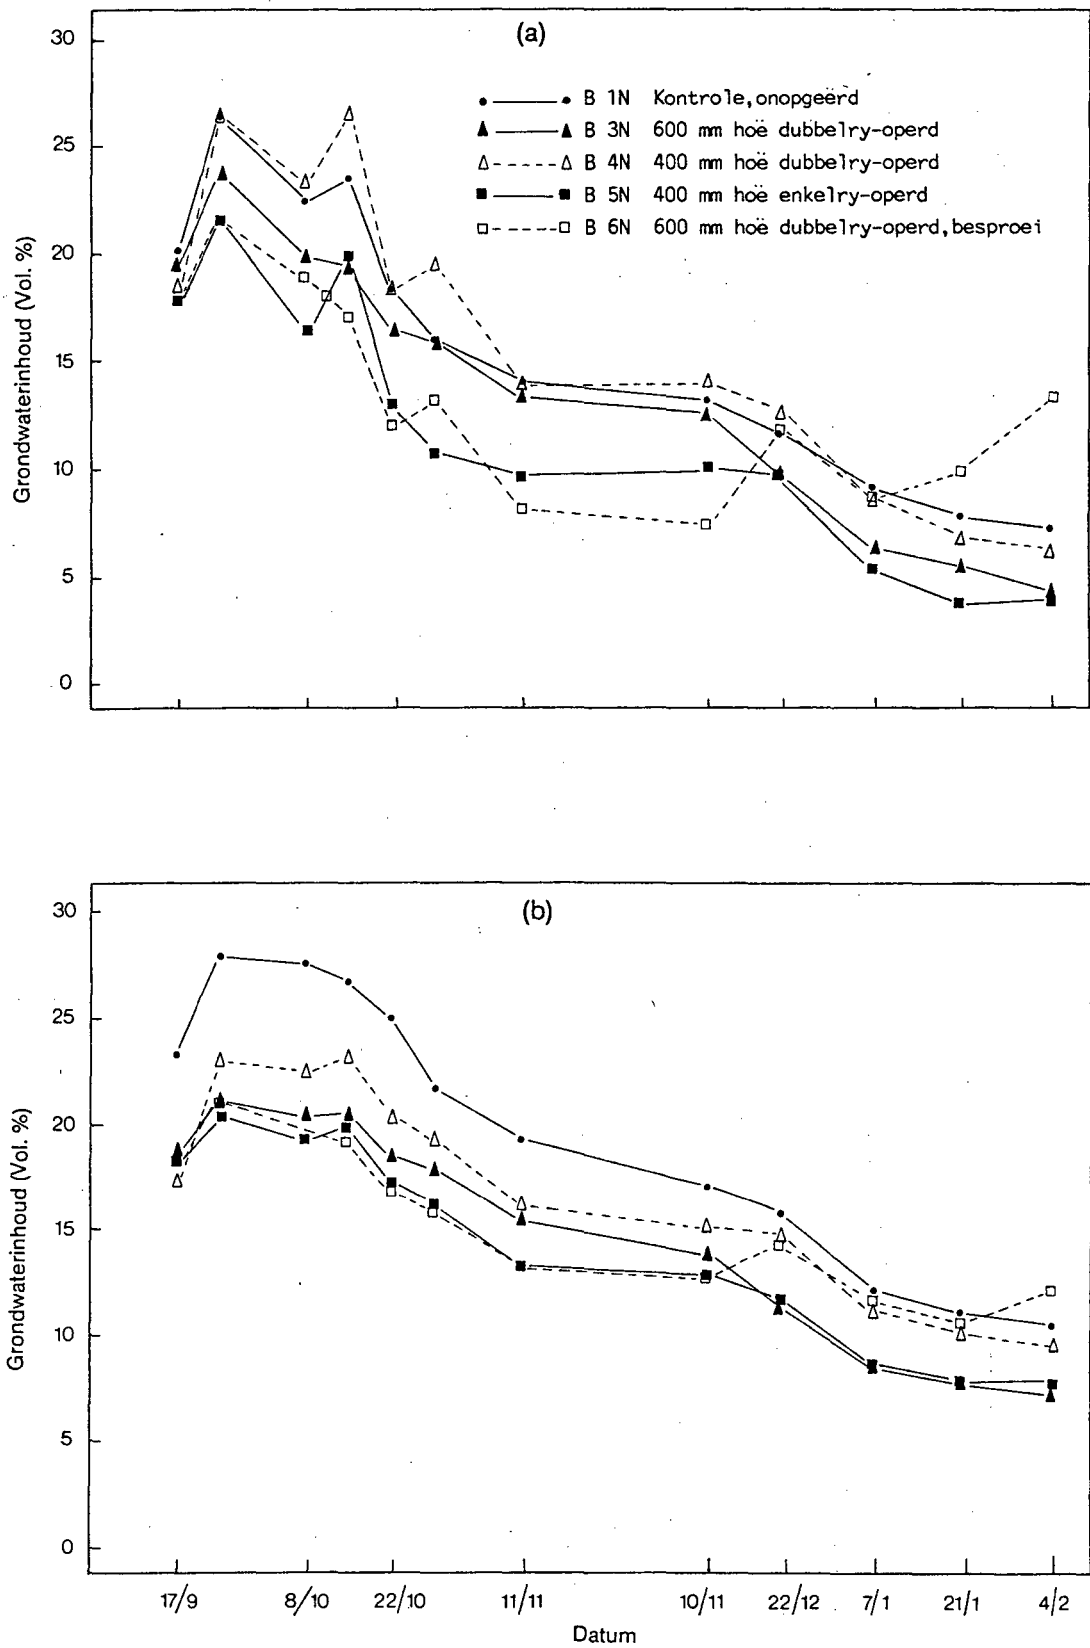 (a)
30
25
20
15
10
5
0
Grondwaterinhoud (Vol. %)
B 1N Kontrole,onopgeërd
B 3N 600 mm hoë dubbelry-operd
B 4N 400 mm hoë dubbelry-operd
B 5N 400 mm hoë enkelry-operd
B 6N 600 mm hoë dubbelry-operd,besproei
(b)
30
25
20
15
10
5
0
Grondwaterinhoud (Vol. %)
17/9 8/10 22/10 11/11 10/11 22/12 7/1 21/1 4/2
Datum